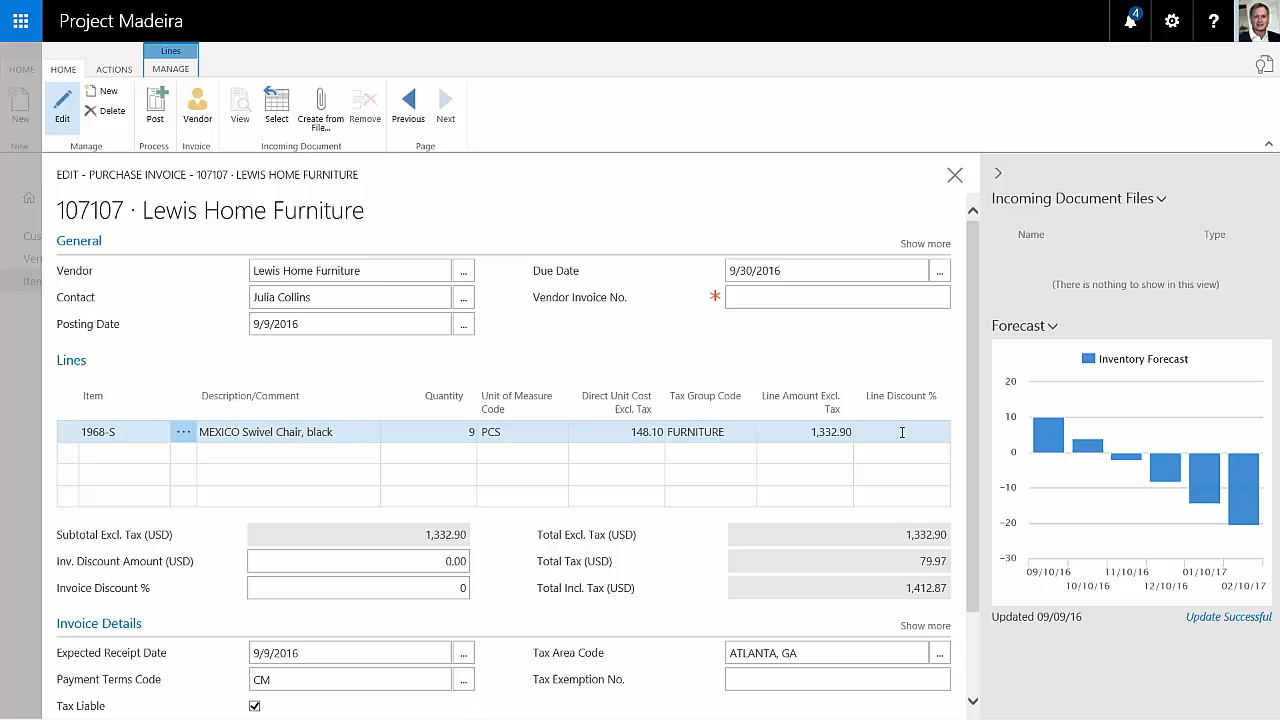 Project Madeira
4
?
Lines
HOME
HOME
ACTIONS
MANAGE
New
New
Edit
New
Delete
Manage
Post
Process
Vendor
Invoice
View
Select
Create from
File...
Remove
Incoming Document
Previous
Next
Page
EDIT - PURCHASE INVOICE - 107107 · LEWIS HOME FURNITURE
107107 · Lewis Home Furniture
General
Show more
Vendor
Lewis Home Furniture
...
Due Date
9/30/2016
...
Contact
Julia Collins
...
Vendor Invoice No.
*
Posting Date
9/9/2016
...
Cus
Ven
Item
Lines
Item
Description/Comment
Quantity
Unit of Measure
Code
Direct Unit Cost
Excl. Tax
Tax Group Code
Line Amount Excl.
Tax
Line Discount %
1968-S
...
MEXICO Swivel Chair, black
9
PCS
148.10
FURNITURE
1,332.90
Subtotal Excl. Tax (USD)
1,332.90
Total Excl. Tax (USD)
1,332.90
Inv. Discount Amount (USD)
0.00
Total Tax (USD)
79.97
Invoice Discount %
0
Total Incl. Tax (USD)
1,412.87
Invoice Details
Show more
Expected Receipt Date
9/9/2016
...
Tax Area Code
ATLANTA, GA
...
Payment Terms Code
CM
...
Tax Exemption No.
Tax Liable
Incoming Document Files
Name
Type
(There is nothing to show in this view)
Forecast
Inventory Forecast
20
10
0
-10
-20
-30
09/10/16
10/10/16
11/10/16
12/10/16
01/10/17
02/10/17
Updated 09/09/16
Update Successful